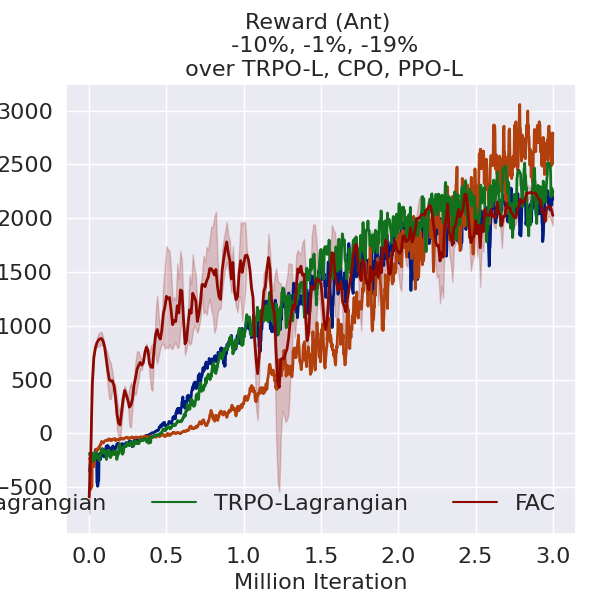 Reward (Ant)
-10%, -1%, -19%
over TRPO-L, CPO, PPO-L
3000
2500
2000
1500
1000
500
0
−500
agrangian TRPO-Lagrangian FAC
0.0 0.5 1.0 1.5 2.0 2.5 3.0
Million Iteration